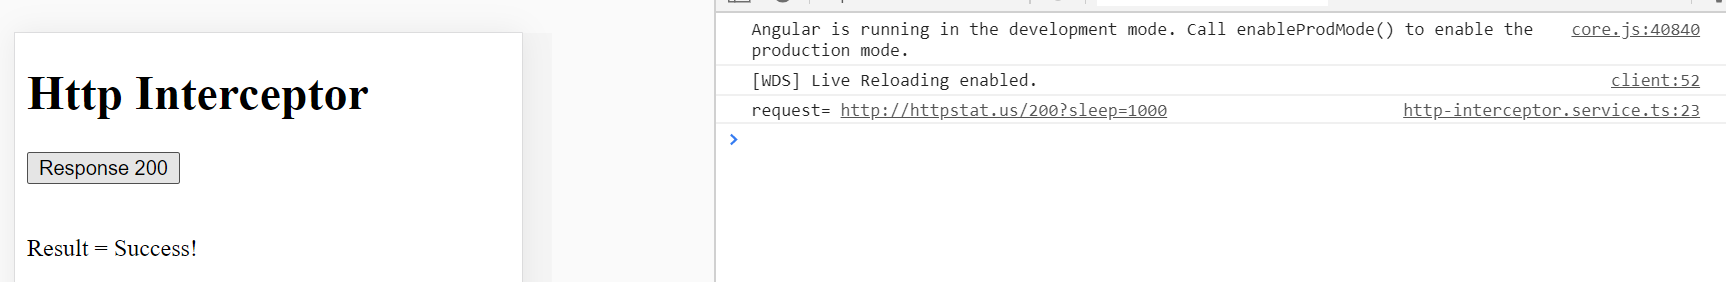 Http Interceptor
Response 200
Result = Success!
Angular is running in the development mode. Call enableProdMode() to enable the core.js:40840
production mode.
[WDS] Live Reloading enabled. client:52
request= http://httpstat.us/200?sleep=1000 http-interceptor.service.ts:23